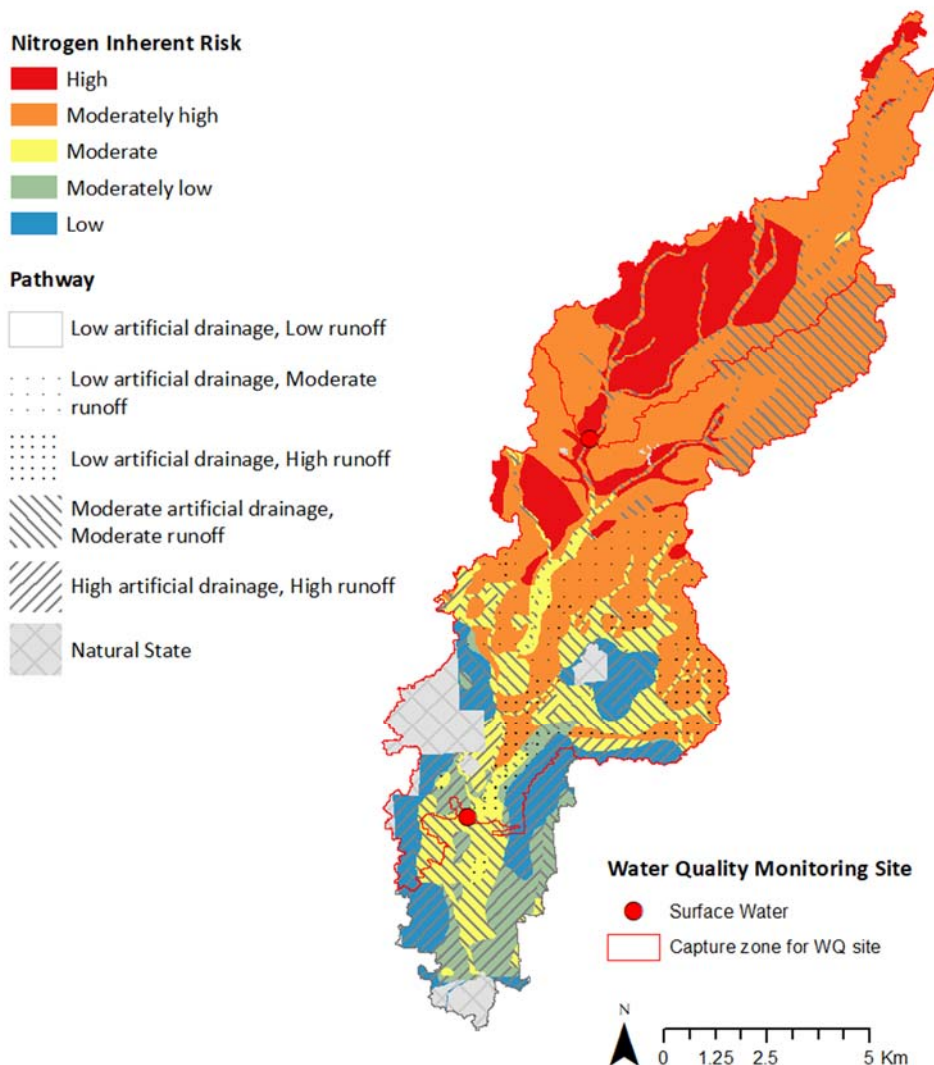 Nitrogen Inherent Risk
High
Moderately high
Moderate
Moderately low
Low
Pathway
Low artificial drainage, Low runoff
Low artificial drainage, Moderate
runoff
Low artificial drainage, High runoff
Moderate artificial drainage,
Moderate runoff
High artificial drainage, High runoff
Natural State
Water Quality Monitoring Site
Surface Water
Capture zone for WQ site
N
0 1.25 2.5 5 Km